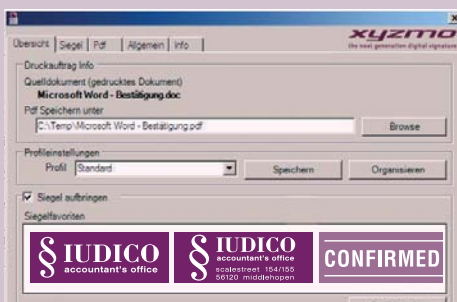 xyzmo
the next generation digital signature
Übersicht Siegel Pdf Allgemein Info
Druckauftrag Info
Quelldokument (gedrucktes Dokument)
Microsoft Word - Bestätigung.doc
Pdf Speichern unter
C:\Temp\Microsoft Word - Bestätigung.pdf Browse
Profileinstellungen
Profil Standard Speichern Organisieren
Siegel aufbringen
Siegelfavoriten
§ IUDICO
accountant's office
§ IUDICO
accountant's office
scalestreet 154/155
56120 middlehopen
CONFIRMED